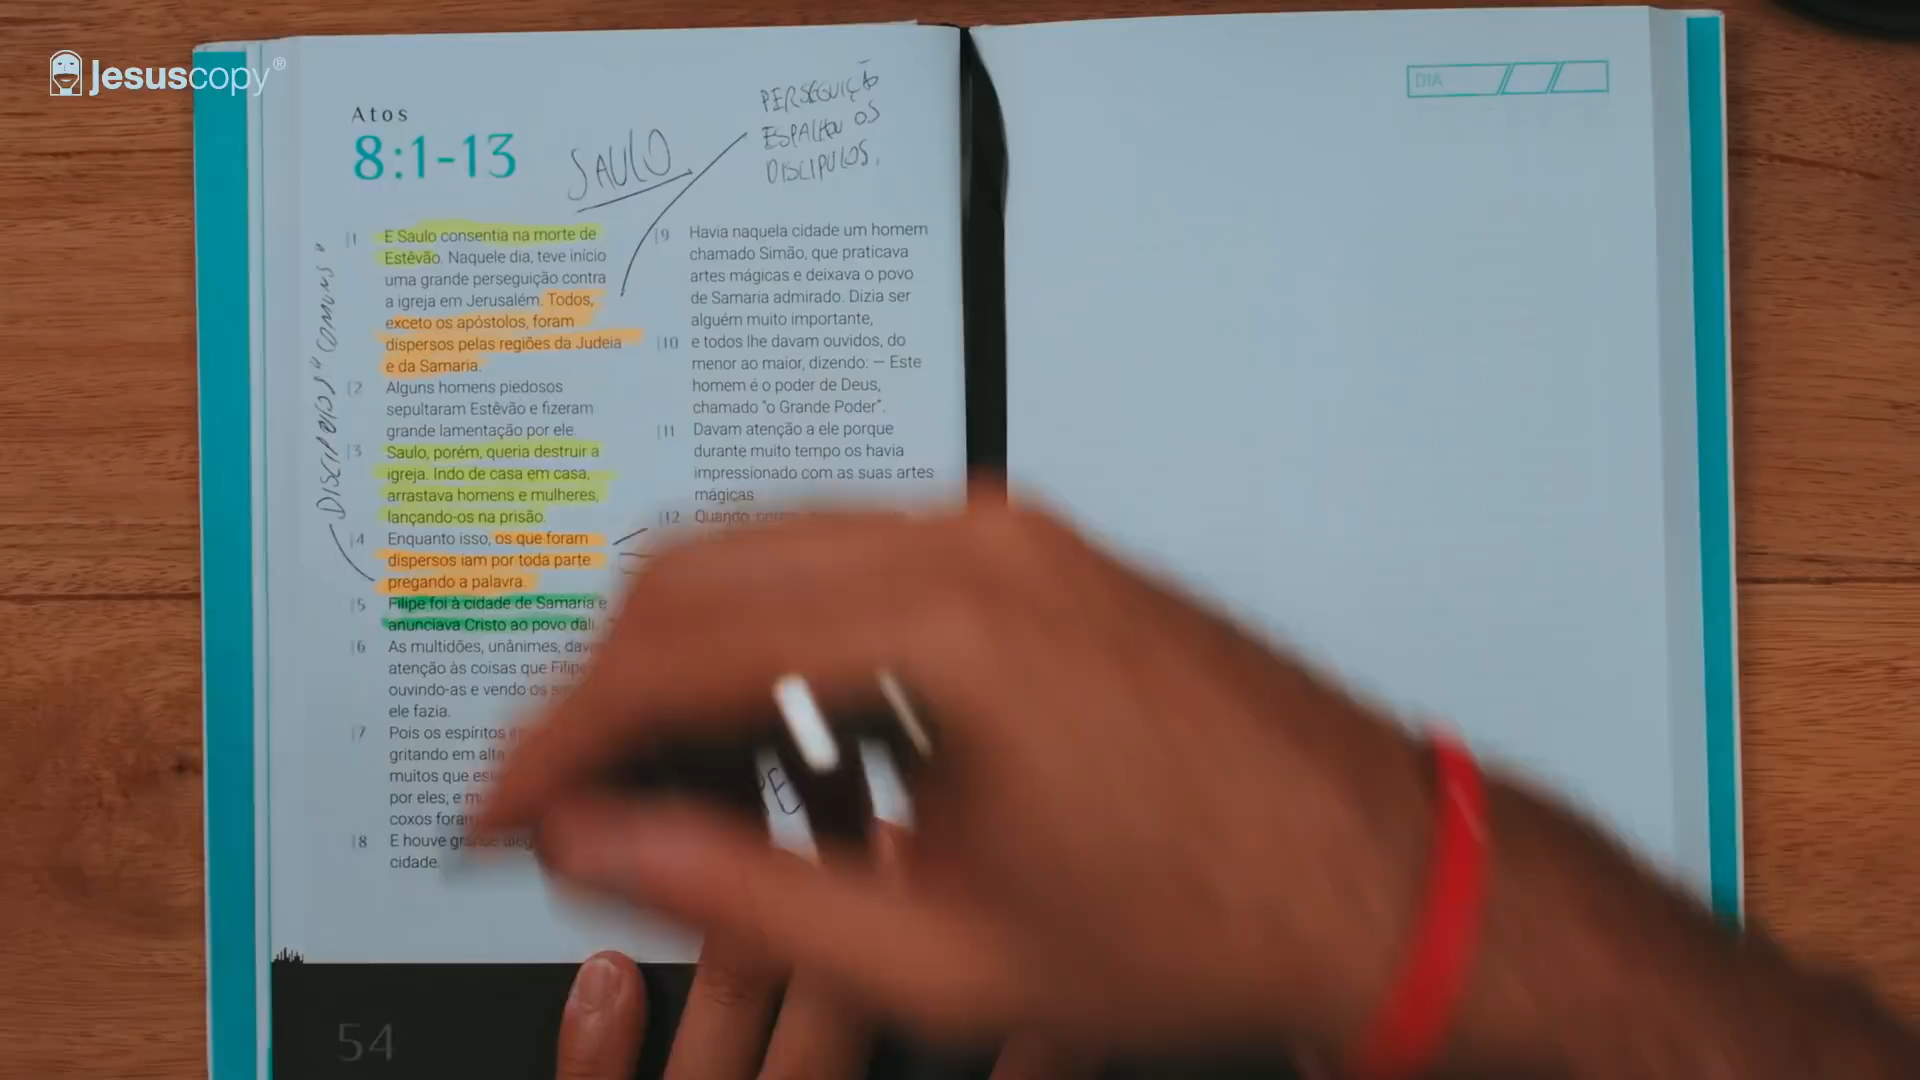 Jesuscopy®
Atos
8:1-13
SAULO
PERSEGUIÇÃO
ESPALHOU OS
DISCIPULOS.
DIA
DISCIPULOS "COMUNS"
1 E Saulo consentia na morte de
Estêvão. Naquele dia, teve início
uma grande perseguição contra
a igreja em Jerusalém. Todos,
exceto os apóstolos, foram
dispersos pelas regiões da Judeia
e da Samaria.
2 Alguns homens piedosos
sepultaram Estêvão e fizeram
grande lamentação por ele.
3 Saulo, porém, queria destruir a
igreja. Indo de casa em casa,
arrastava homens e mulheres,
lançando-os na prisão.
4 Enquanto isso, os que foram
dispersos iam por toda parte
pregando a palavra.
5 Filipe foi à cidade de Samaria e
anunciava Cristo ao povo dali.
6 As multidões, unânimes,
atenção às coisas que Filipe
ouvindo-as e vendo os
ele fazia.
7 Pois os espíritos
gritando em alta
muitos que
por eles, e
coxos
8 E houve
cidade.
9 Havia naquela cidade um homem
chamado Simão, que praticava
artes mágicas e deixava o povo
de Samaria admirado. Dizia ser
alguém muito importante,
10 e todos lhe davam ouvidos, do
menor ao maior, dizendo: — Este
homem é o poder de Deus,
chamado "o Grande Poder".
11 Davam atenção a ele porque
durante muito tempo os havia
impressionado com as suas artes
mágicas.
12 Quando,
PE
54